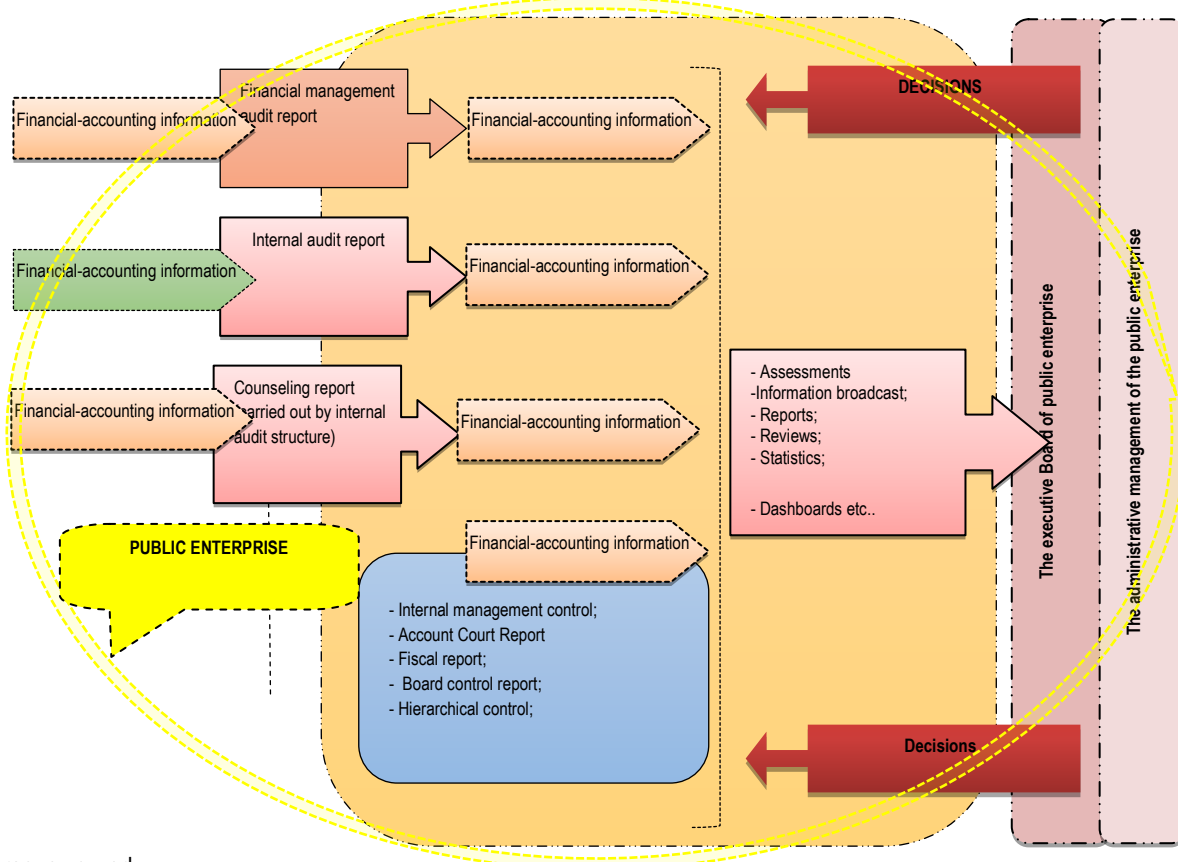 Financial management
audit report
Financial-accounting information
Financial-accounting information
DECISIONS
Internal audit report
Financial-accounting information
Financial-accounting information
Counseling report
carried out by internal
audit structure)
Financial-accounting information
Financial-accounting information
- Assessments
-Information broadcast;
- Reports;
- Reviews;
- Statistics;
- Dashboards etc..
The executive Board of public enterprise
The administrative management of the public enterprise
PUBLIC ENTERPRISE
Financial-accounting information
- Internal management control;
- Account Court Report
- Fiscal report;
- Board control report;
- Hierarchical control;
Decisions